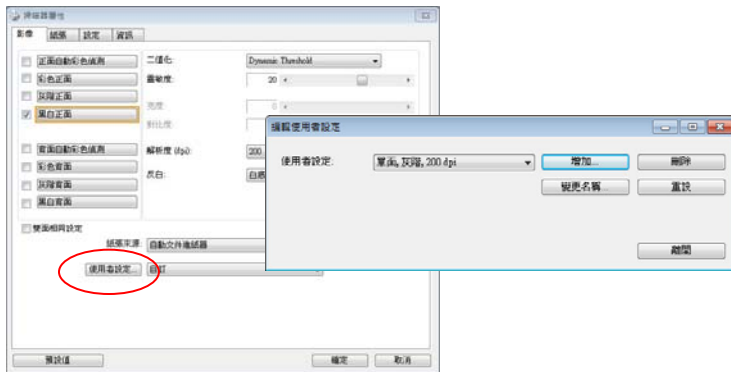 掃瞄器屬性
影像 紙張 設定 資訊
正面自動彩色偵測
彩色正面
灰階正面
黑白正面
背面自動彩色偵測
彩色背面
灰階背面
黑白背面
雙面相同設定
二值化: Dynamic Threshold
靈敏度: 20
亮度: 0
對比度:
解析度 (dpi): 200
反白:
紙張來源: 自動文件進紙器
使用者設定... 自訂
預設值 確定 取消
編輯使用者設定
使用者設定: 單面, 灰階, 200 dpi 增加... 刪除
變更名稱... 重設
離開